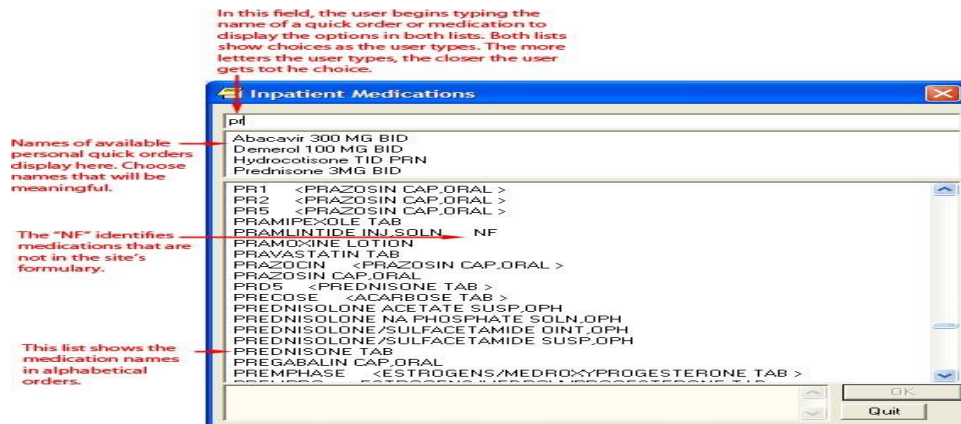 In this field, the user begins typing the
name of a quick order or medication to
display the options in both lists. Both lists
show choices as the user types. The more
letters the user types, the closer the user
gets tot he choice.
Inpatient Medications
pr
Names of available
personal quick orders
display here. Choose
names that will be
meaningful.
Abacavir 300 MG BID
Demerol 100 MG BID
Hydrocotisone TID PRN
Prednisone 3MG BID
The "NF" identifies
medications that are
not in the site's
formulary.
PR1 <PRAZOSIN CAP,ORAL >
PR2 <PRAZOSIN CAP,ORAL >
PR5 <PRAZOSIN CAP,ORAL >
PRAMIPEXOLE TAB
PRAMLINTIDE INJ,SOLN NF
PRAMOXINE LOTION
PRAVASTATIN TAB
PRAZOCIN <PRAZOSIN CAP,ORAL >
PRAZOSIN CAP,ORAL
PRD5 <PREDNISONE TAB >
PRECOSE <ACARBOSE TAB >
PREDNISOLONE ACETATE SUSP,OPH
PREDNISOLONE NA PHOSPHATE SOLN,OPH
PREDNISOLONE/SULFACETAMIDE OINT,OPH
PREDNISOLONE/SULFACETAMIDE SUSP,OPH
PREDNISONE TAB
PREGABALIN CAP,ORAL
PREMPHASE <ESTROGENS/MEDROXYPROGESTERONE TAB >
This list shows the
medication names
in alphabetical
orders.
OK
Quit